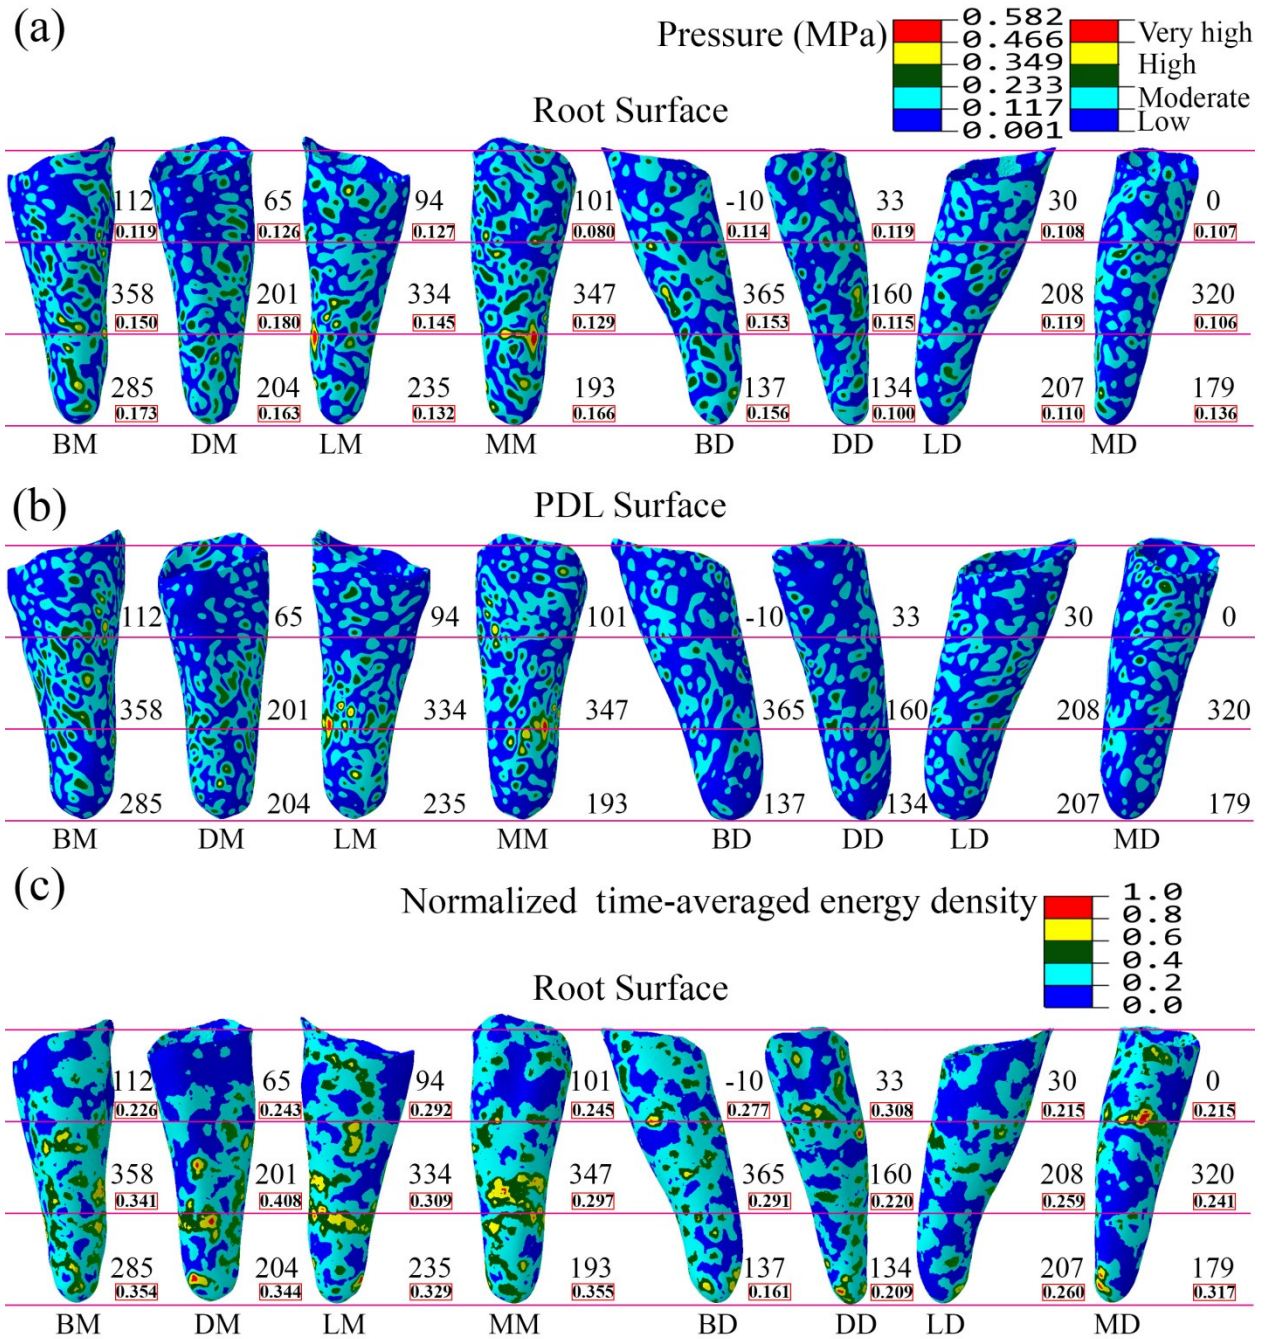 (a)
Pressure (MPa)
0.582
0.466
0.349
0.233
0.117
0.001
Very high
High
Moderate
Low
Root Surface
112 65 94 101 -10 33 30 0
0.119 0.126 0.127 0.080 0.114 0.119 0.108 0.107
358 201 334 347 365 160 208 320
0.150 0.180 0.145 0.129 0.153 0.115 0.119 0.106
285 204 235 193 137 134 207 179
0.173 0.163 0.132 0.166 0.156 0.100 0.110 0.136
BM DM LM MM BD DD LD MD
(b)
PDL Surface
112 65 94 101 -10 33 30 0
358 201 334 347 365 160 208 320
285 204 235 193 137 134 207 179
BM DM LM MM BD DD LD MD
(c)
Normalized time-averaged energy density
1.0
0.8
0.6
0.4
0.2
0.0
Root Surface
112 65 94 101 -10 33 30 0
0.226 0.243 0.292 0.245 0.277 0.308 0.215 0.215
358 201 334 347 365 160 208 320
0.341 0.408 0.309 0.297 0.291 0.220 0.259 0.241
285 204 235 193 137 134 207 179
0.354 0.344 0.329 0.355 0.161 0.209 0.260 0.317
BM DM LM MM BD DD LD MD